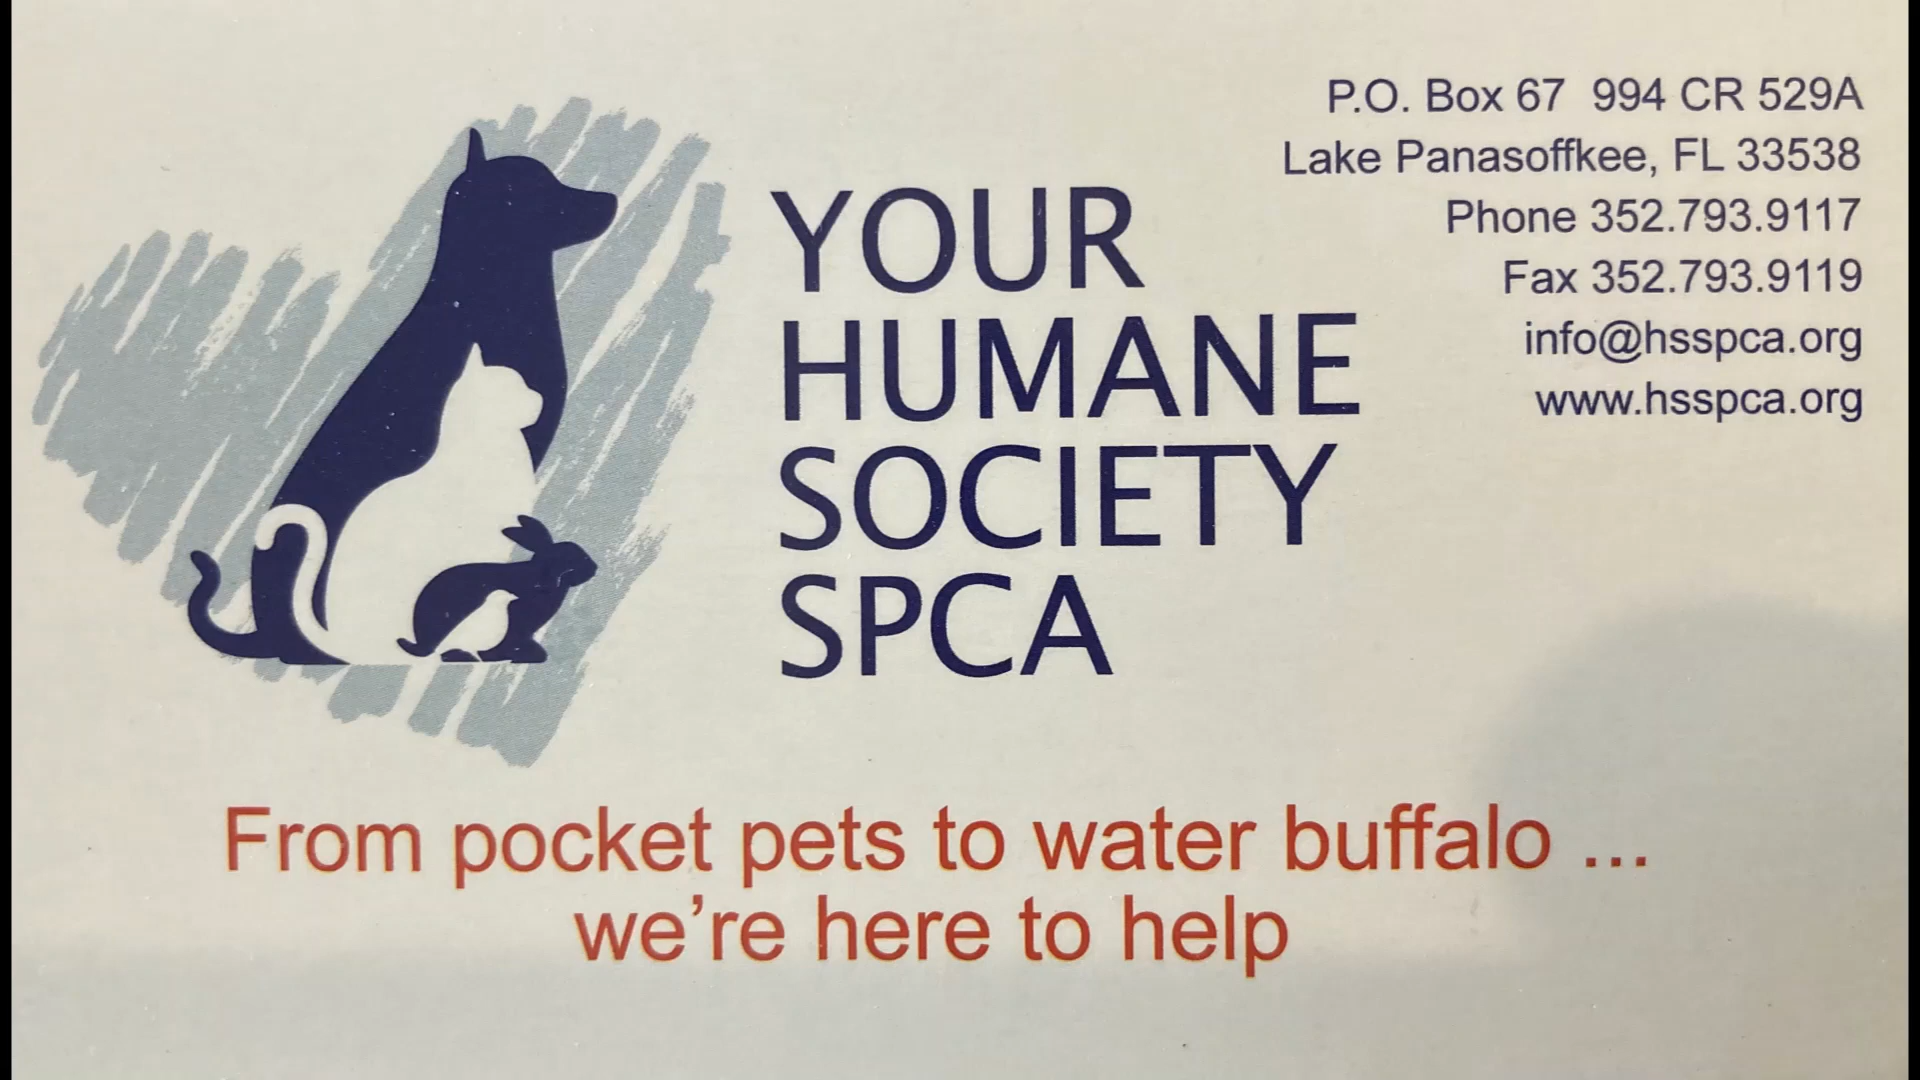 P.O. Box 67  994 CR 529A
Lake Panasoffkee, FL 33538
Phone 352.793.9117
Fax 352.793.9119
info@hsspca.org
www.hsspca.org
YOUR
HUMANE
SOCIETY
SPCA
From pocket pets to water buffalo ...
we're here to help